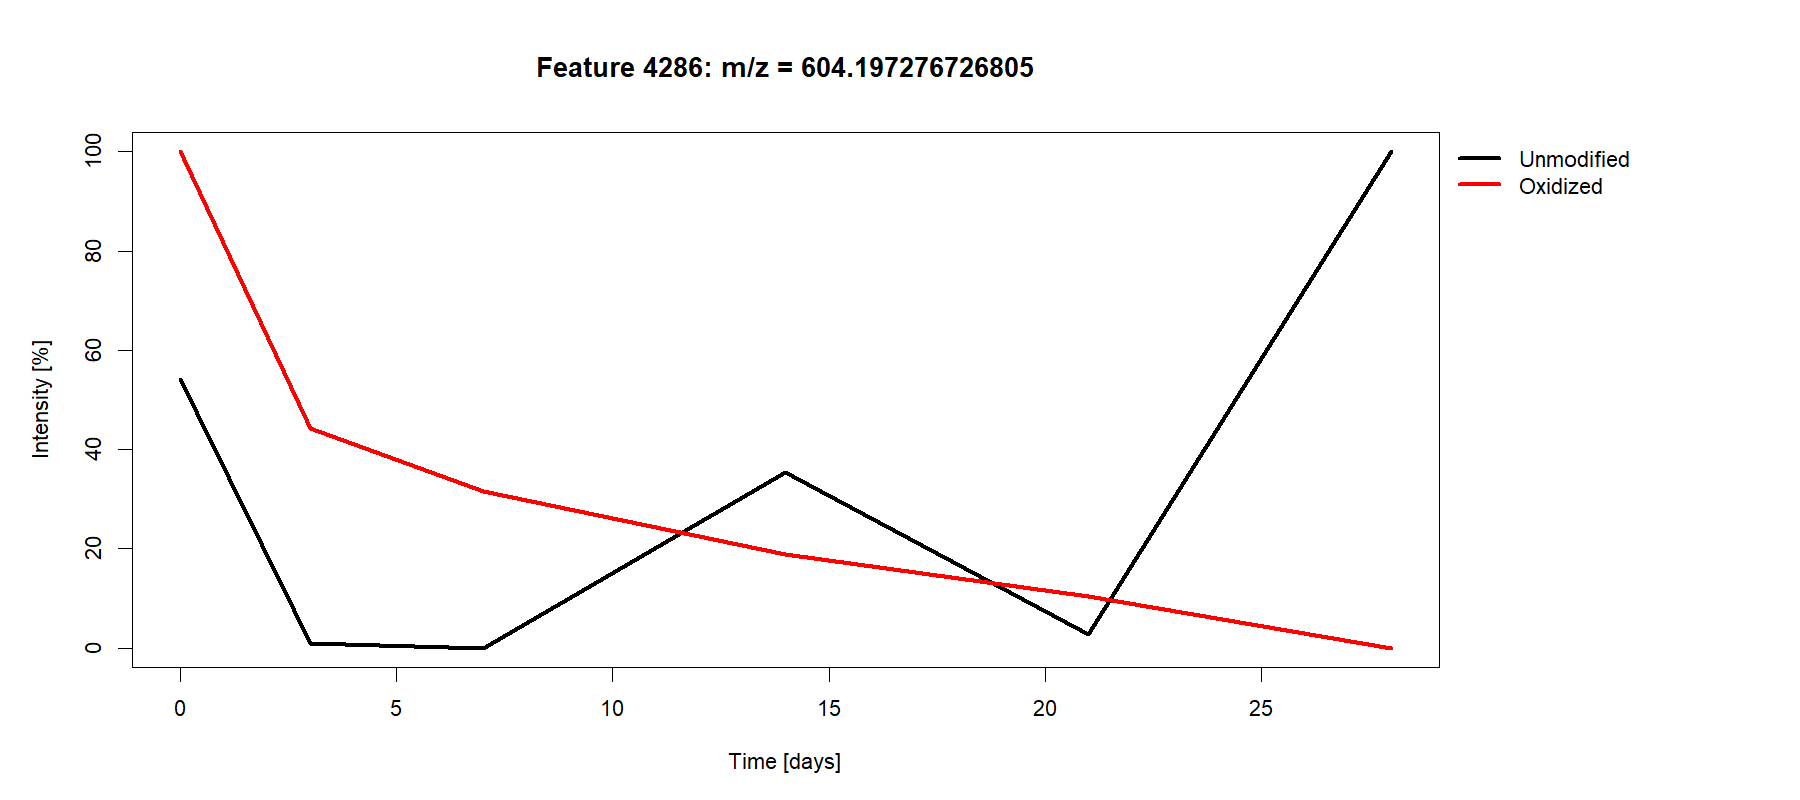 Feature 4286: m/z = 604.197276726805
Unmodified
Oxidized
Intensity [%]
100
80
60
40
20
0
0 5 10 15 20 25
Time [days]